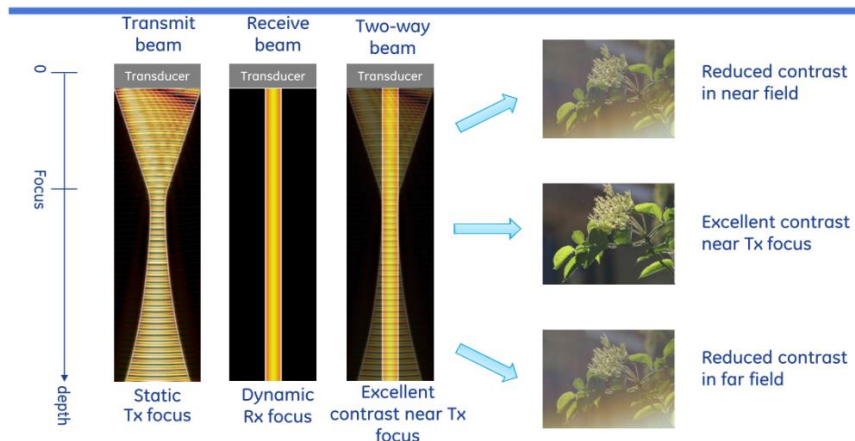 Transmit
beam
Receive
beam
Two-way
beam
0
Focus
depth
Transducer
Transducer
Transducer
Static
Tx focus
Dynamic
Rx focus
Excellent
contrast near Tx
focus
Reduced contrast
in near field
Excellent contrast
near Tx focus
Reduced contrast
in far field